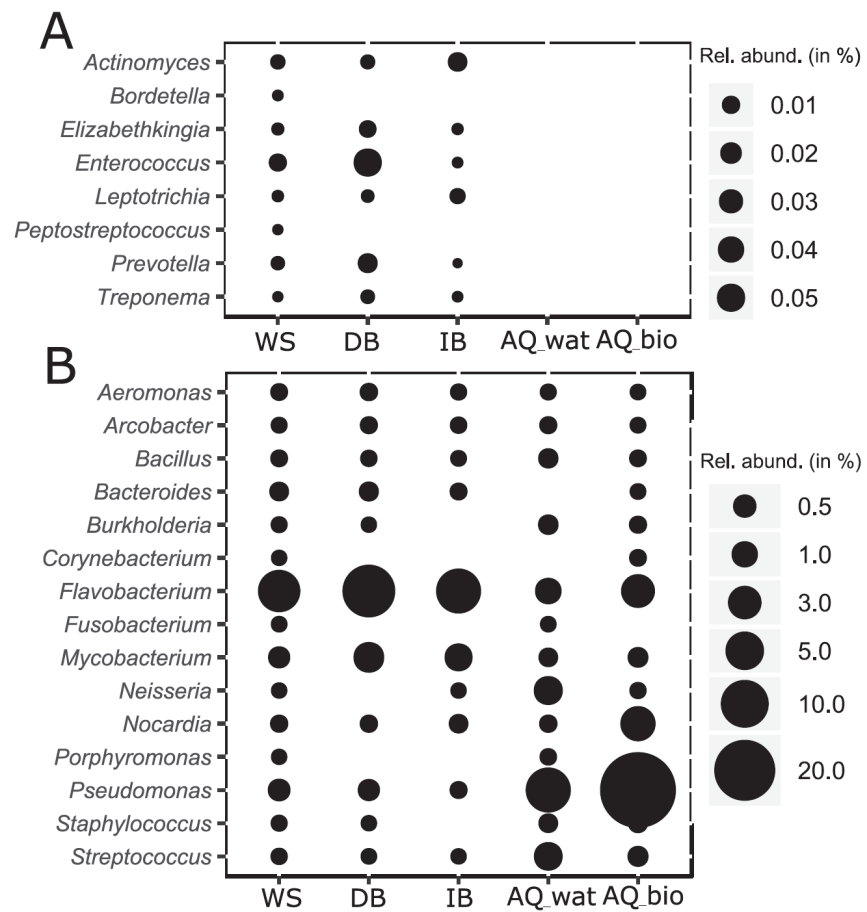 A
Rel. abund. (in %)
Actinomyces
Bordetella
Elizabethkingia
Enterococcus
Leptotrichia
Peptostreptococcus
Prevotella
Treponema
0.01
0.02
0.03
0.04
0.05
WS DB IB AQ_wat AQ_bio
B
Rel. abund. (in %)
Aeromonas
Arcobacter
Bacillus
Bacteroides
Burkholderia
Corynebacterium
Flavobacterium
Fusobacterium
Mycobacterium
Neisseria
Nocardia
Porphyromonas
Pseudomonas
Staphylococcus
Streptococcus
0.5
1.0
3.0
5.0
10.0
20.0
WS DB IB AQ_wat AQ_bio